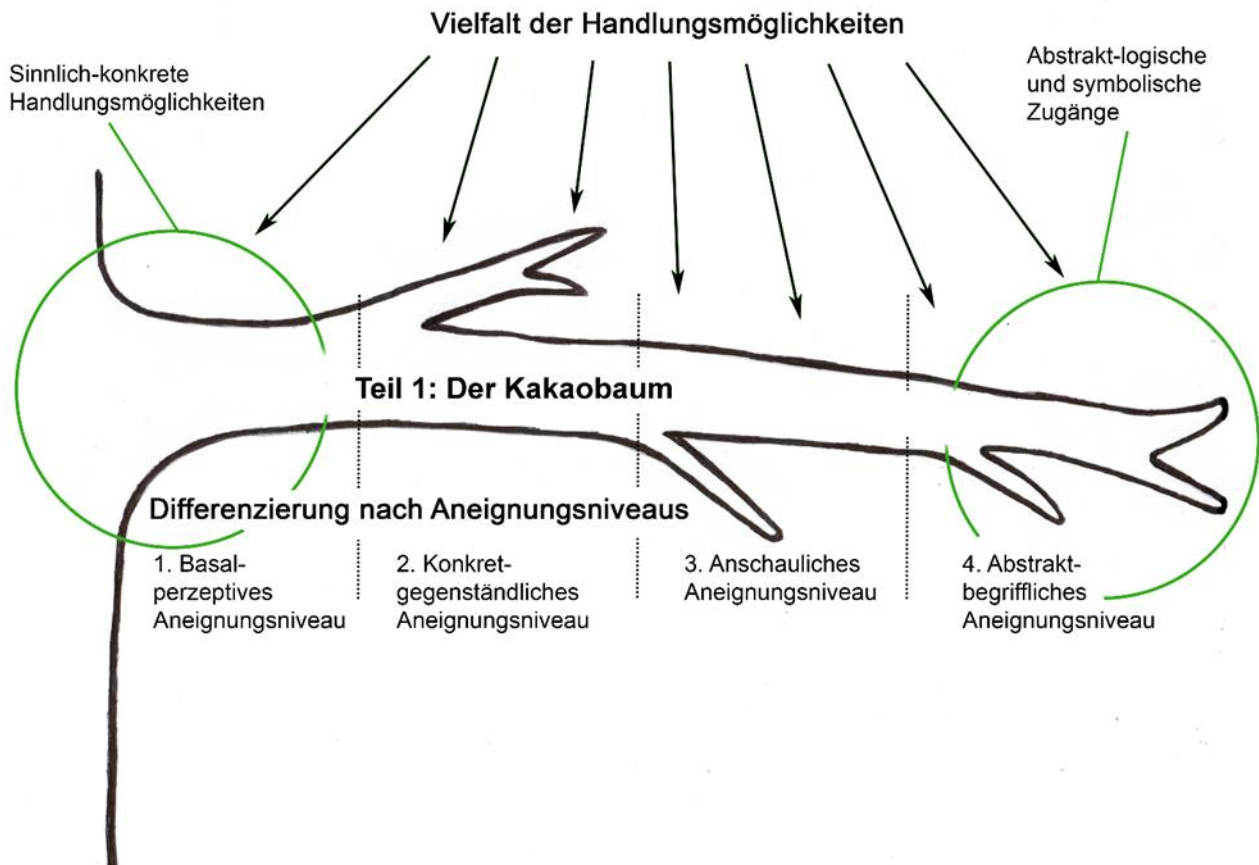 Vielfalt der Handlungsmöglichkeiten
Sinnlich-konkrete
Handlungsmöglichkeiten
Abstrakt-logische
und symbolische
Zugänge
Teil 1: Der Kakaobaum
Differenzierung nach Aneignungsniveaus
1. Basal-
perzeptives
Aneignungsniveau
2. Konkret-
gegenständliches
Aneignungsniveau
3. Anschauliches
Aneignungsniveau
4. Abstrakt-
begriffliches
Aneignungsniveau